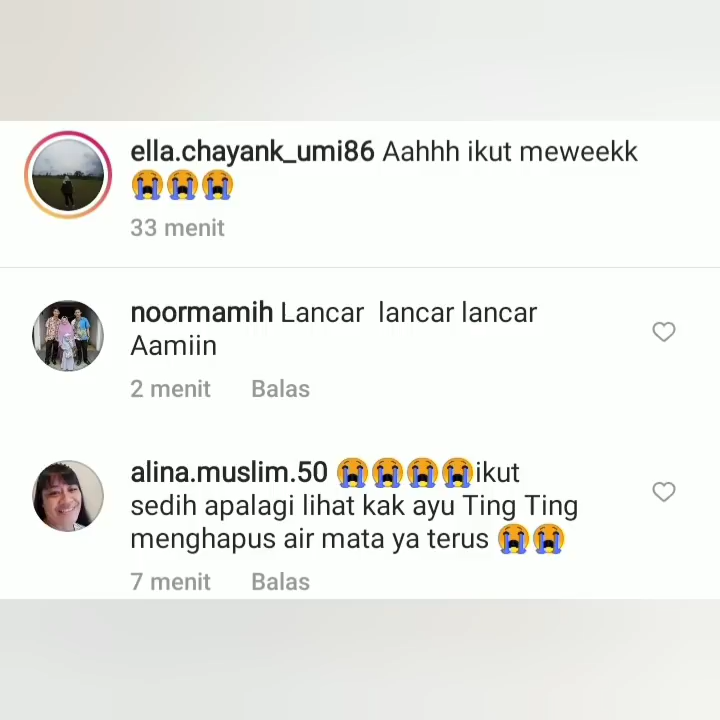 ella.chayank_umi86 Aahhh ikut meweekk
😭😭😭
33 menit
noormamih Lancar lancar lancar
Aamiin
2 menit Balas
alina.muslim.50 😭😭😭😭ikut
sedih apalagi lihat kak ayu Ting Ting
menghapus air mata ya terus 😭😭
7 menit Balas